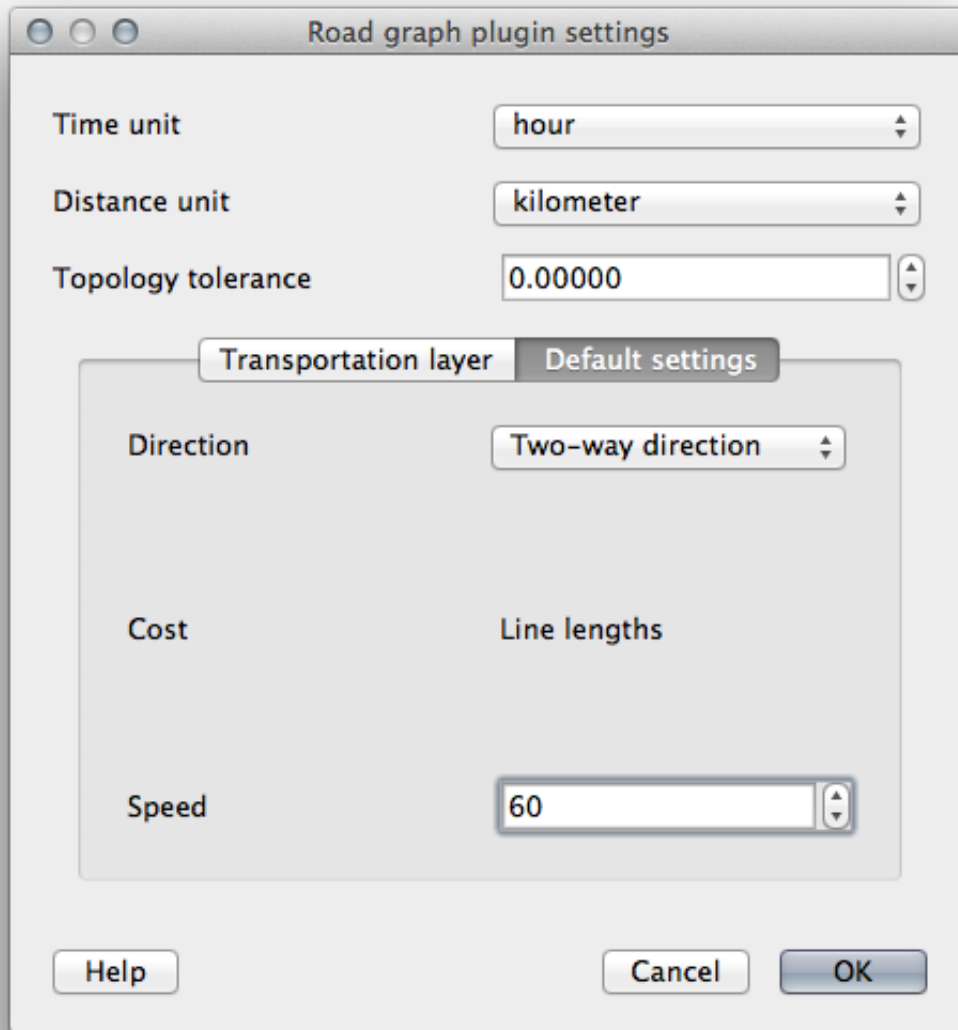 Road graph plugin settings
Time unit hour
Distance unit kilometer
Topology tolerance 0.00000
Transportation layer Default settings
Direction Two-way direction
Cost Line lengths
Speed 60
Help Cancel OK